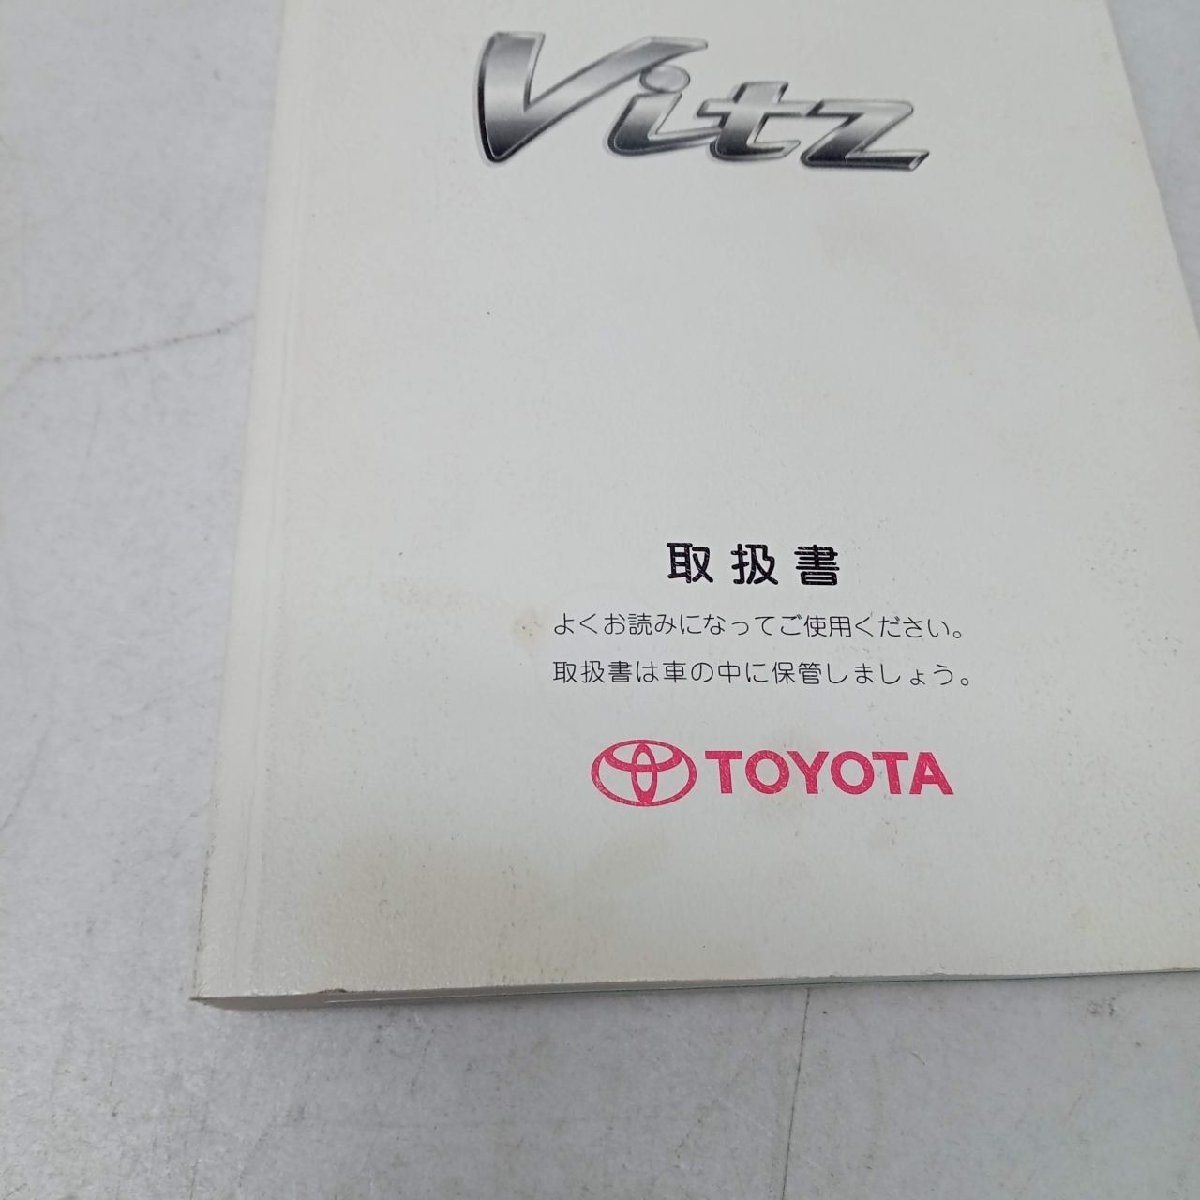 Vitz
取扱書
よくお読みになってご使用ください。
取扱書は車の中に保管しましょう。
TOYOTA